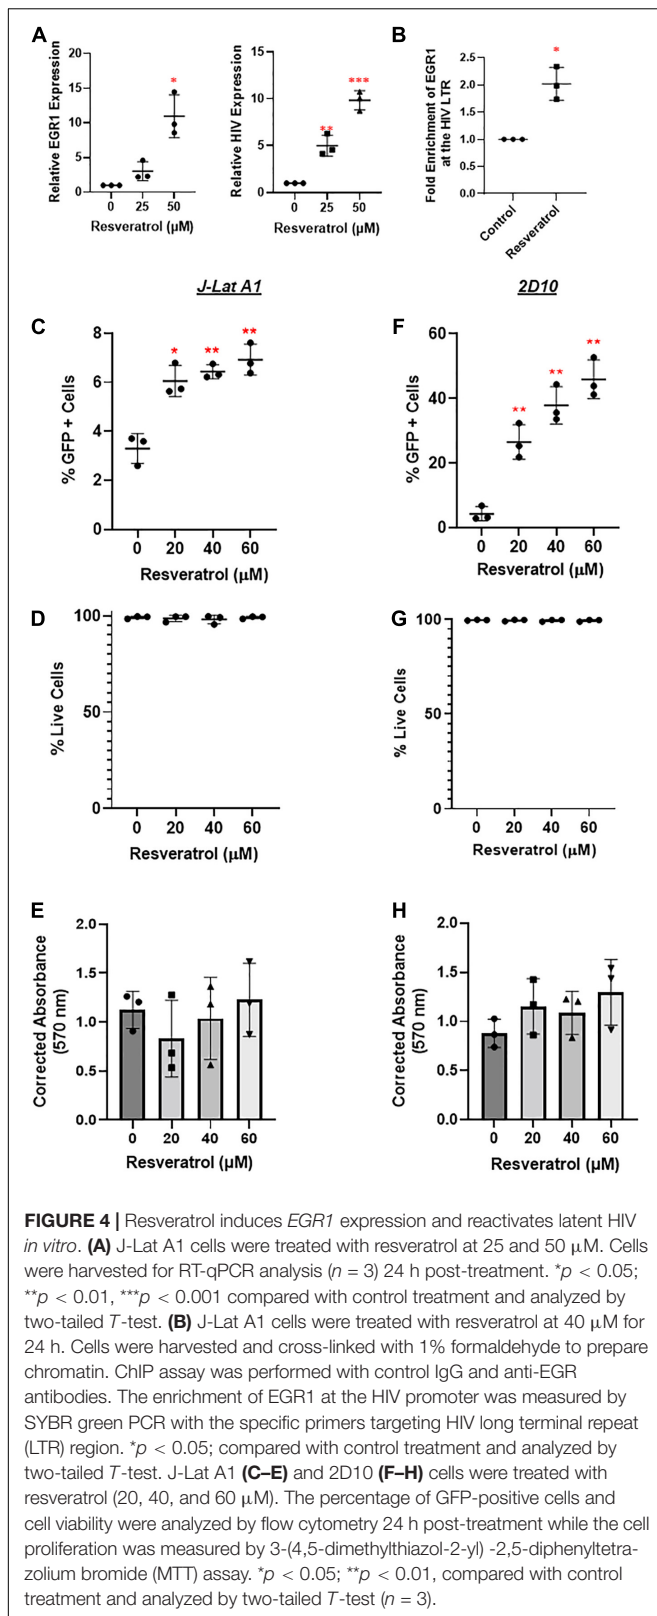 A
B
Relative EGR1 Expression
20
15
10
5
0
*
0 25 50
Resveratrol (µM)
Relative HIV Expression
15
10
5
0
**
***
0 25 50
Resveratrol (µM)
Fold Enrichment of EGR1
at the HIV LTR
2.5
2.0
1.5
1.0
0.5
0.0
*
Control
Resveratrol
J-Lat A1
2D10
C
% GFP + Cells
8
6
4
2
0
* ** **
0 20 40 60
Resveratrol (µM)
F
% GFP + Cells
60
40
20
0
** ** **
0 20 40 60
Resveratrol (µM)
D
% Live Cells
100
50
0
0 20 40 60
Resveratrol (µM)
G
% Live Cells
100
50
0
0 20 40 60
Resveratrol (µM)
E
Corrected Absorbance
(570 nm)
2.0
1.5
1.0
0.5
0.0
0 20 40 60
Resveratrol (µM)
H
Corrected Absorbance
(570 nm)
2.0
1.5
1.0
0.5
0.0
0 20 40 60
Resveratrol (µM)
FIGURE 4 | Resveratrol induces EGR1 expression and reactivates latent HIV
in vitro. (A) J-Lat A1 cells were treated with resveratrol at 25 and 50 µM. Cells
were harvested for RT-qPCR analysis (n = 3) 24 h post-treatment. *p < 0.05;
**p < 0.01, ***p < 0.001 compared with control treatment and analyzed by
two-tailed T-test. (B) J-Lat A1 cells were treated with resveratrol at 40 µM for
24 h. Cells were harvested and cross-linked with 1% formaldehyde to prepare
chromatin. ChIP assay was performed with control IgG and anti-EGR
antibodies. The enrichment of EGR1 at the HIV promoter was measured by
SYBR green PCR with the specific primers targeting HIV long terminal repeat
(LTR) region. *p < 0.05; compared with control treatment and analyzed by
two-tailed T-test. J-Lat A1 (C–E) and 2D10 (F–H) cells were treated with
resveratrol (20, 40, and 60 µM). The percentage of GFP-positive cells and
cell viability were analyzed by flow cytometry 24 h post-treatment while the cell
proliferation was measured by 3-(4,5-dimethylthiazol-2-yl) -2,5-diphenyltetra-
zolium bromide (MTT) assay. *p < 0.05; **p < 0.01, compared with control
treatment and analyzed by two-tailed T-test (n = 3).